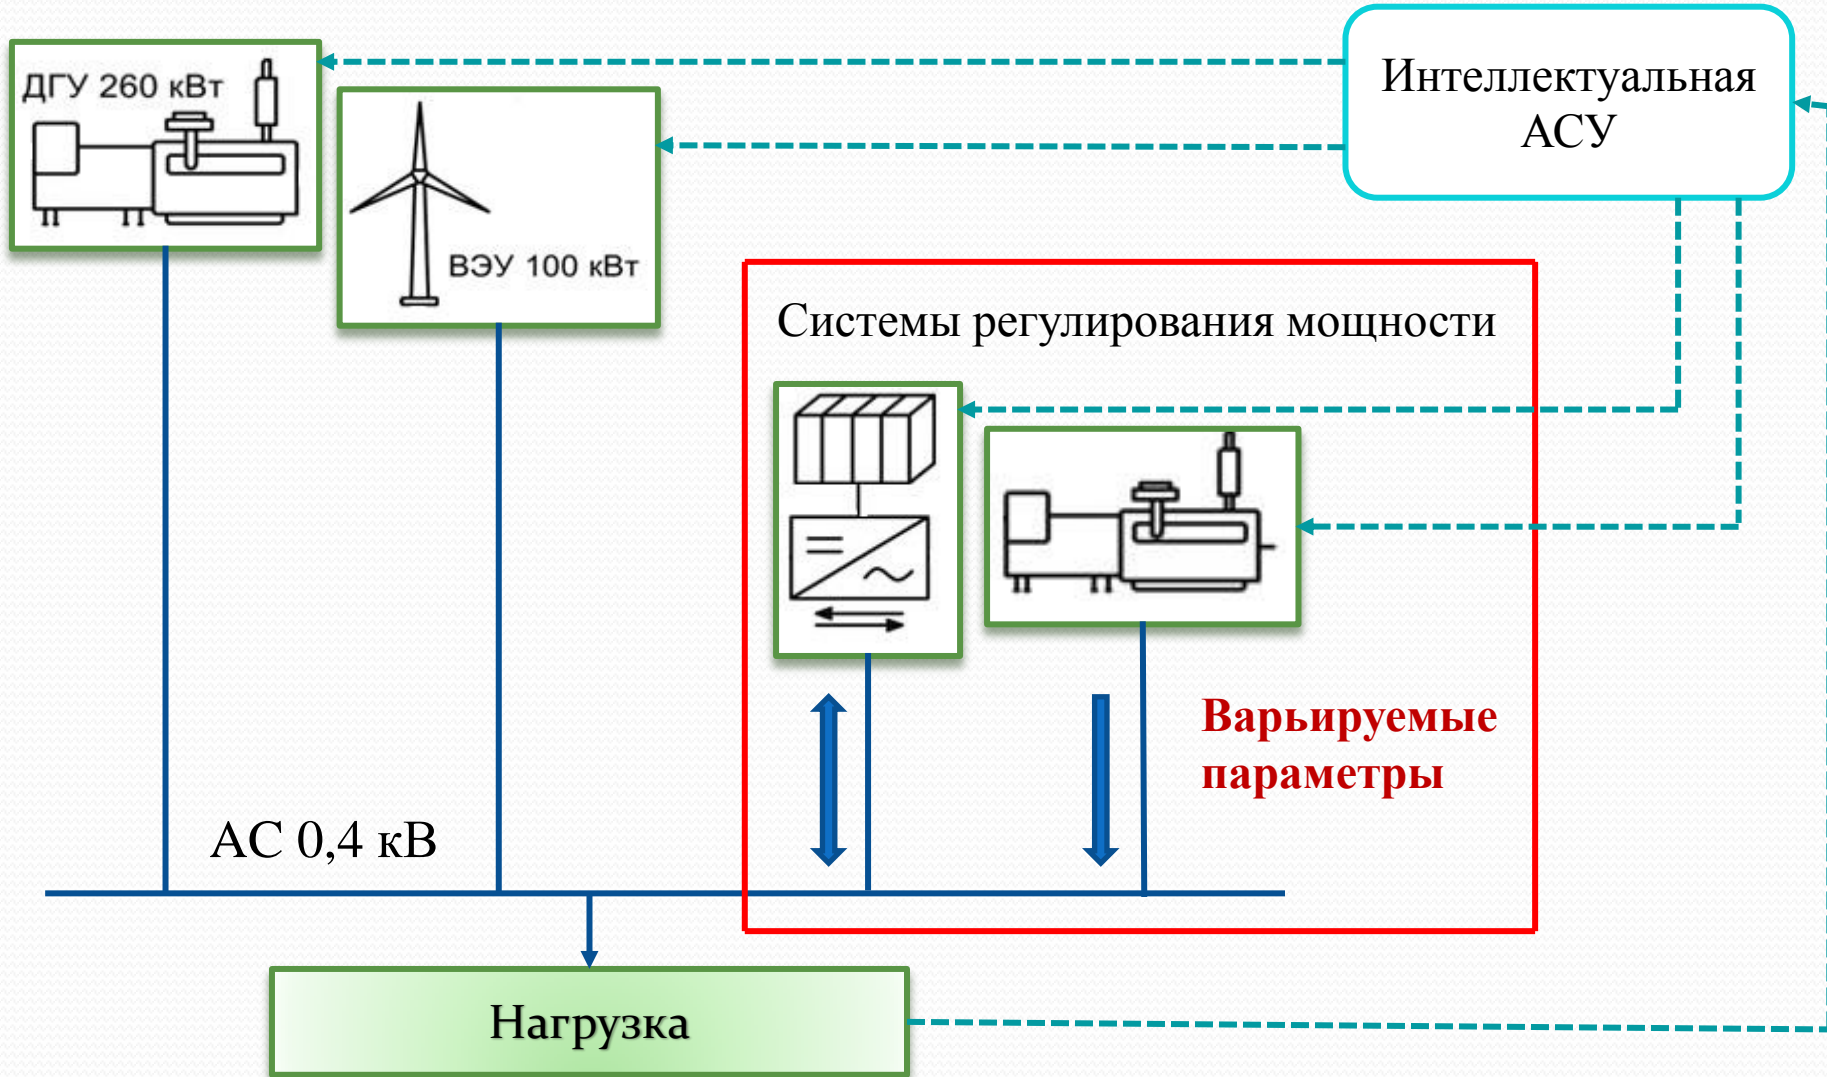 ДГУ 260 кВт
Интеллектуальная
АСУ
ВЭУ 100 кВт
Системы регулирования мощности
Варьируемые
параметры
АС 0,4 кВ
Нагрузка